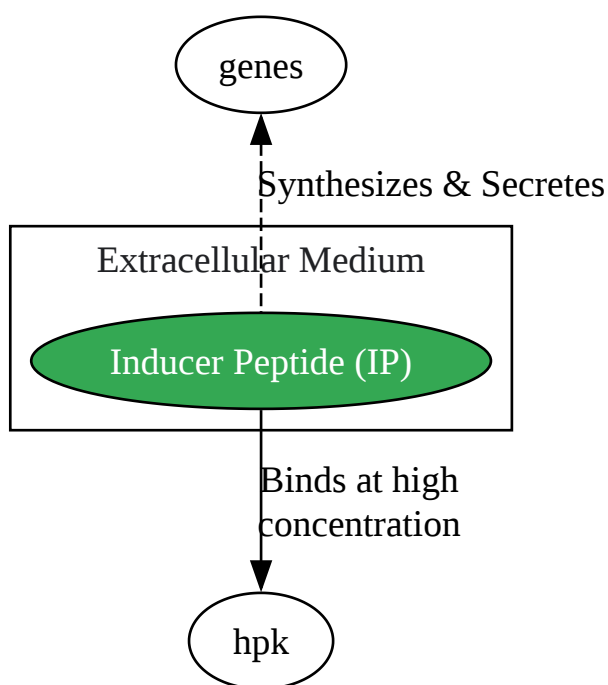 genes
Synthesizes & Secretes
Extracellular Medium
Inducer Peptide (IP)
Binds at high
concentration
hpk